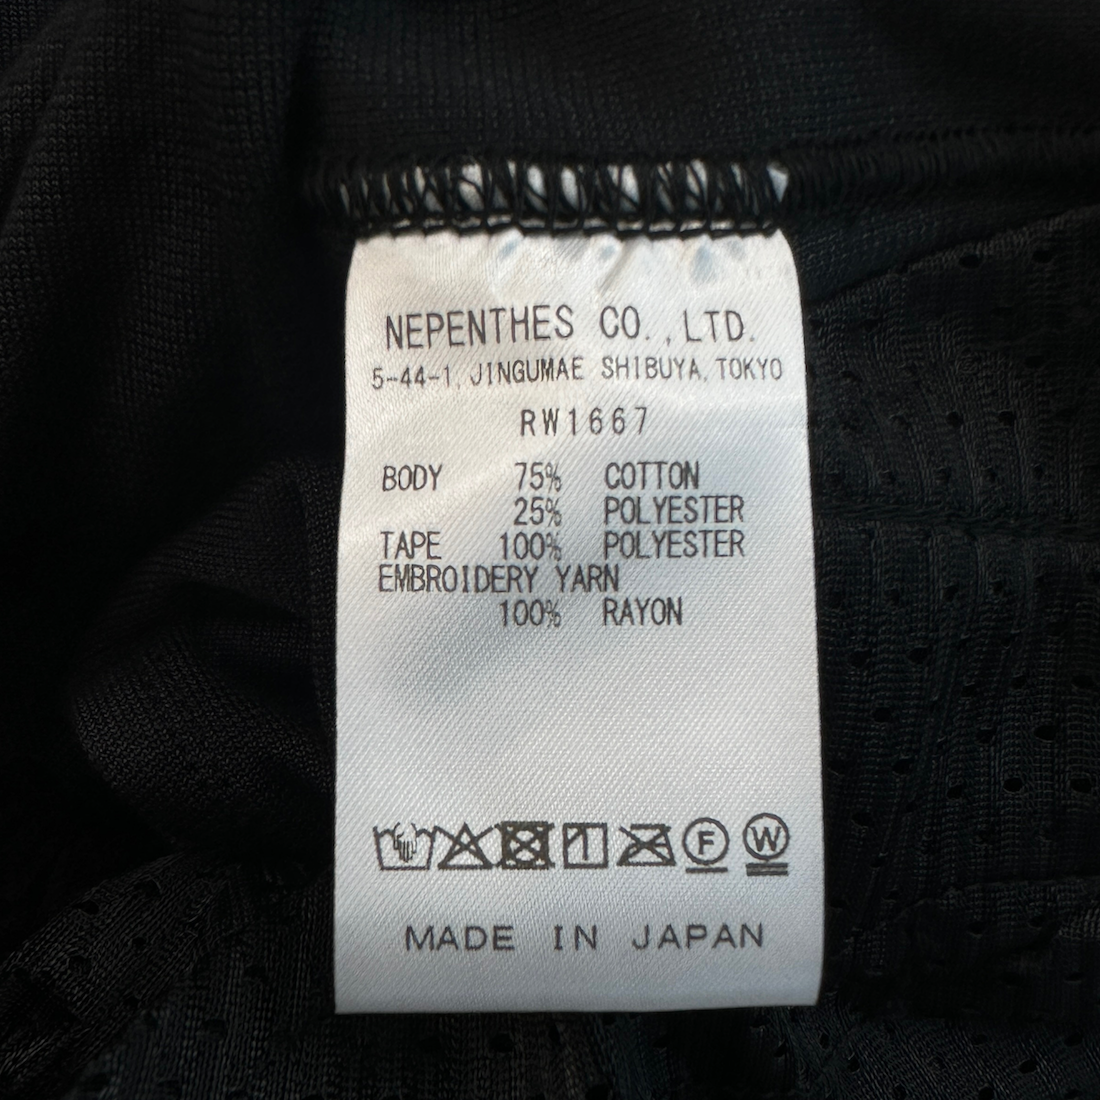 NEPENTHES CO.,LTD.
5-44-1, JINGUMAE SHIBUYA, TOKYO
RW1667
BODY 75% COTTON
25% POLYESTER
TAPE 100% POLYESTER
EMBROIDERY YARN
100% RAYON
F W
MADE IN JAPAN